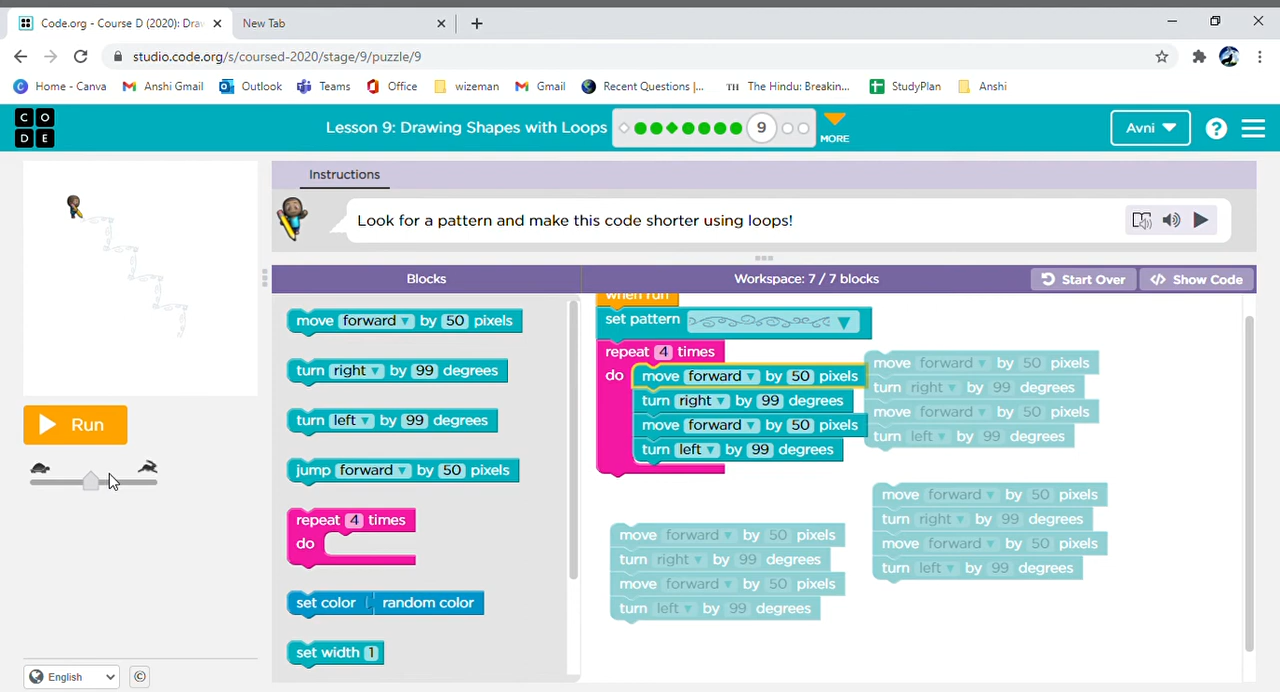 Code.org - Course D (2020): Draw
New Tab
studio.code.org/s/coursed-2020/stage/9/puzzle/9
Home - Canva
Anshi Gmail
Outlook
Teams
Office
wizeman
Gmail
Recent Questions |...
TH The Hindu: Breakin...
StudyPlan
Anshi
C O
D E
Lesson 9: Drawing Shapes with Loops
9
MORE
Avni
?
Instructions
Look for a pattern and make this code shorter using loops!
Blocks
Workspace: 7 / 7 blocks
Start Over
Show Code
move forward by 50 pixels
turn right by 99 degrees
turn left by 99 degrees
jump forward by 50 pixels
repeat 4 times
do
set color random color
set width 1
when run
set pattern
repeat 4 times
do
move forward by 50 pixels
turn right by 99 degrees
move forward by 50 pixels
turn left by 99 degrees
move forward by 50 pixels
turn right by 99 degrees
move forward by 50 pixels
turn left by 99 degrees
move forward by 50 pixels
turn right by 99 degrees
move forward by 50 pixels
turn left by 99 degrees
move forward by 50 pixels
turn right by 99 degrees
move forward by 50 pixels
turn left by 99 degrees
Run
English
©